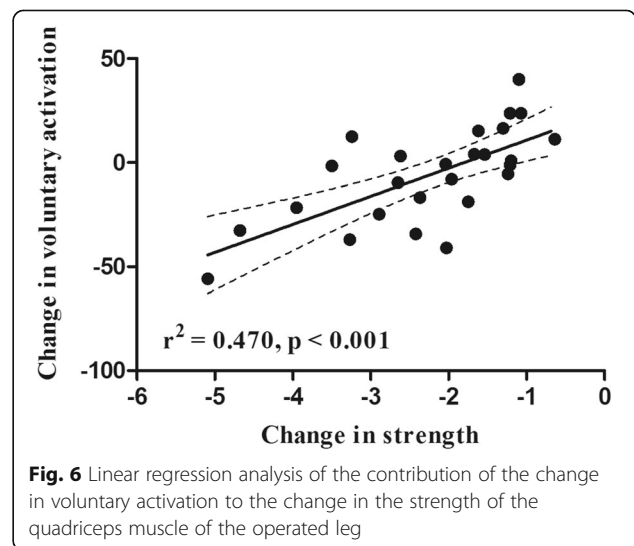 Change in voluntary activation
50
0
-50
-100
r² = 0.470, p < 0.001
-6 -5 -4 -3 -2 -1 0
Change in strength
Fig. 6 Linear regression analysis of the contribution of the change
in voluntary activation to the change in the strength of the
quadriceps muscle of the operated leg